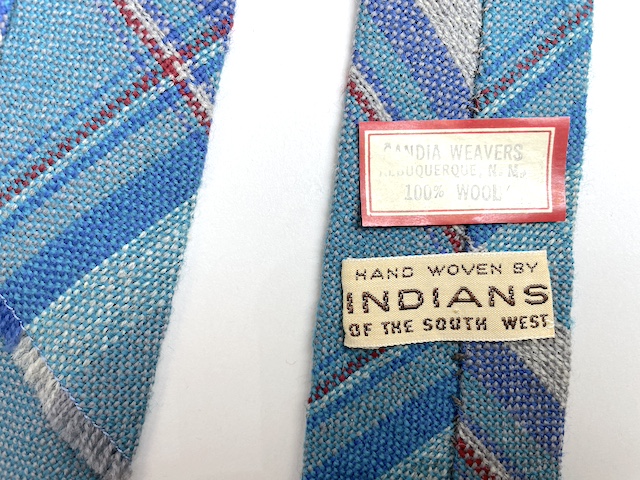 SANDIA WEAVERS
ALBUQUERQUE, N. M.
100% WOOL
HAND WOVEN BY
INDIANS
OF THE SOUTH WEST